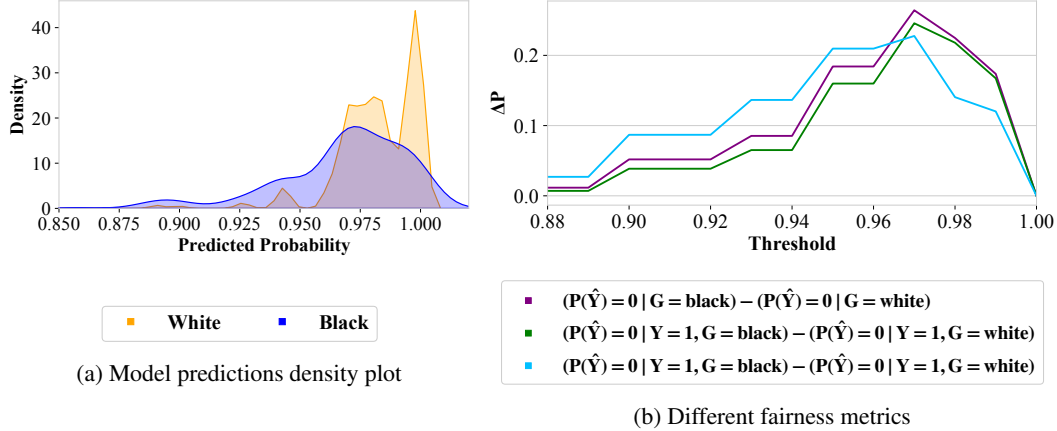 40
30
20
10
0
Density
0.850 0.875 0.900 0.925 0.950 0.975 1.000
Predicted Probability
White Black
(a) Model predictions density plot
0.2
0.1
0.0
ΔP
0.88 0.90 0.92 0.94 0.96 0.98 1.00
Threshold
(P(Ŷ) = 0 | G = black) − (P(Ŷ) = 0 | G = white)
(P(Ŷ) = 0 | Y = 1, G = black) − (P(Ŷ) = 0 | Y = 1, G = white)
(P(Ŷ) = 0 | Y = 1, G = black) − (P(Ŷ) = 0 | Y = 1, G = white)
(b) Different fairness metrics